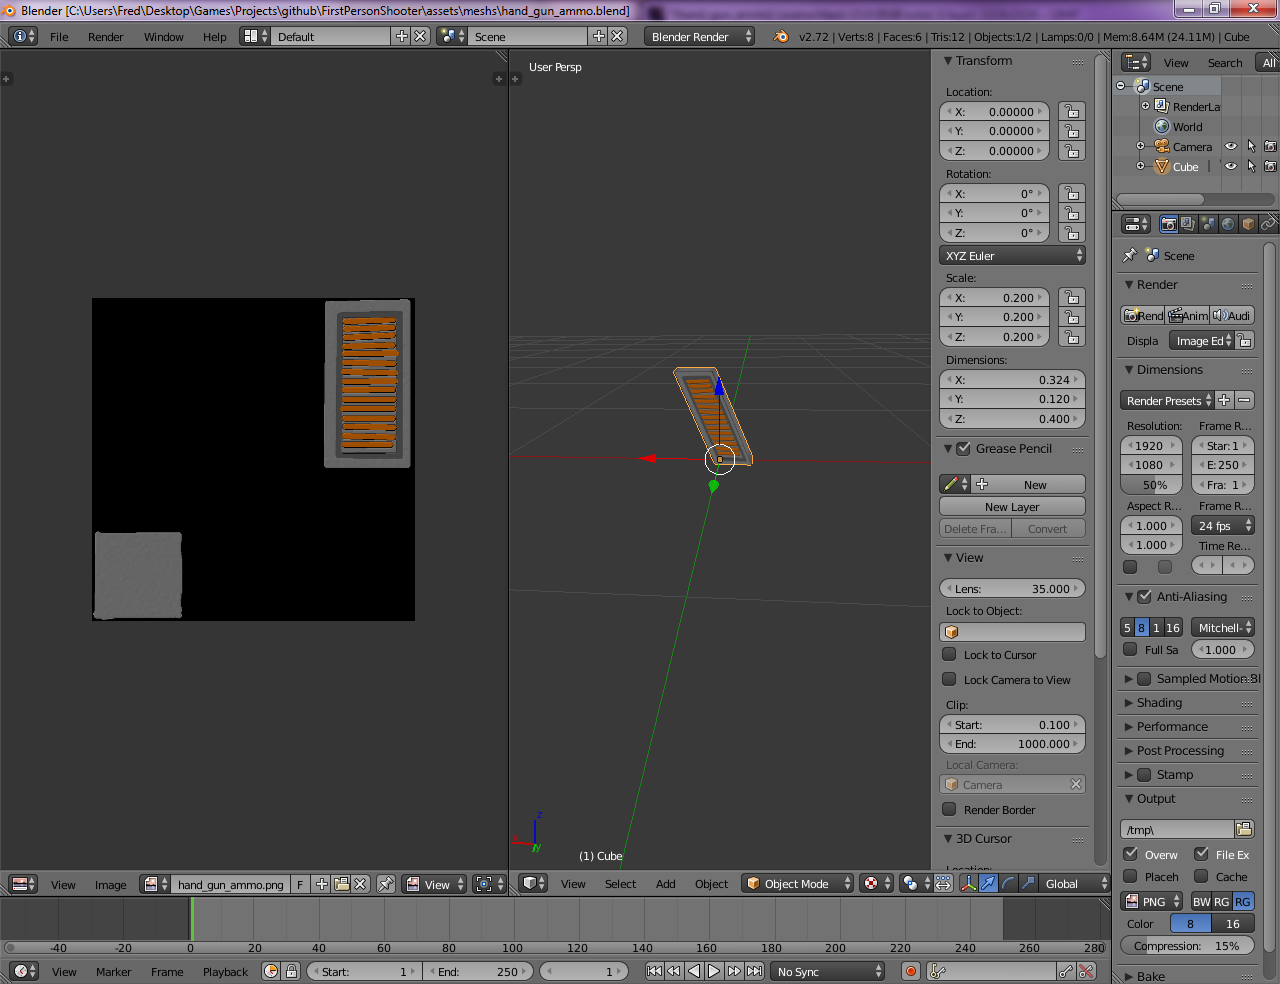 Blender [C:\Users\Fred\Desktop\Games\Projects\github\FirstPersonShooter\assets\meshs\hand_gun_ammo.blend]
File Render Window Help Default Scene Blender Render v2.72 | Verts:8 | Faces:6 | Tris:12 | Objects:1/2 | Lamps:0/0 | Mem:8.64M (24.11M) | Cube
User Persp
(1) Cube
z
y
Transform
Location:
X: 0.00000
Y: 0.00000
Z: 0.00000
Rotation:
X: 0°
Y: 0°
Z: 0°
XYZ Euler
Scale:
X: 0.200
Y: 0.200
Z: 0.200
Dimensions:
X: 0.324
Y: 0.120
Z: 0.400
Grease Pencil
New
New Layer
Delete Fra... Convert
View
Lens: 35.000
Lock to Object:
Lock to Cursor
Lock Camera to View
Clip:
Start: 0.100
End: 1000.000
Local Camera:
Camera
Render Border
3D Cursor
View Search All
Scene
RenderLa
World
Camera
Cube
Scene
Render
Rend Anim Audi
Displa Image Ed
Dimensions
Render Presets
Resolution: Frame R...
1920 Star: 1
1080 E: 250
50% Fra: 1
Aspect R... Frame R...
1.000 24 fps
1.000 Time Re...
Anti-Aliasing
5 8 1 16 Mitchell-
Full Sa 1.000
Sampled Motion Bl
Shading
Performance
Post Processing
Stamp
Output
/tmp\
Overw File Ex
Placeh Cache
PNG BW RG RG
Color 8 16
Compression: 15%
Bake
View Image hand_gun_ammo.png F View
View Select Add Object Object Mode Global
-40 -20 0 20 40 60 80 100 120 140 160 180 200 220 240 260 280
View Marker Frame Playback Start: 1 End: 250 1 No Sync